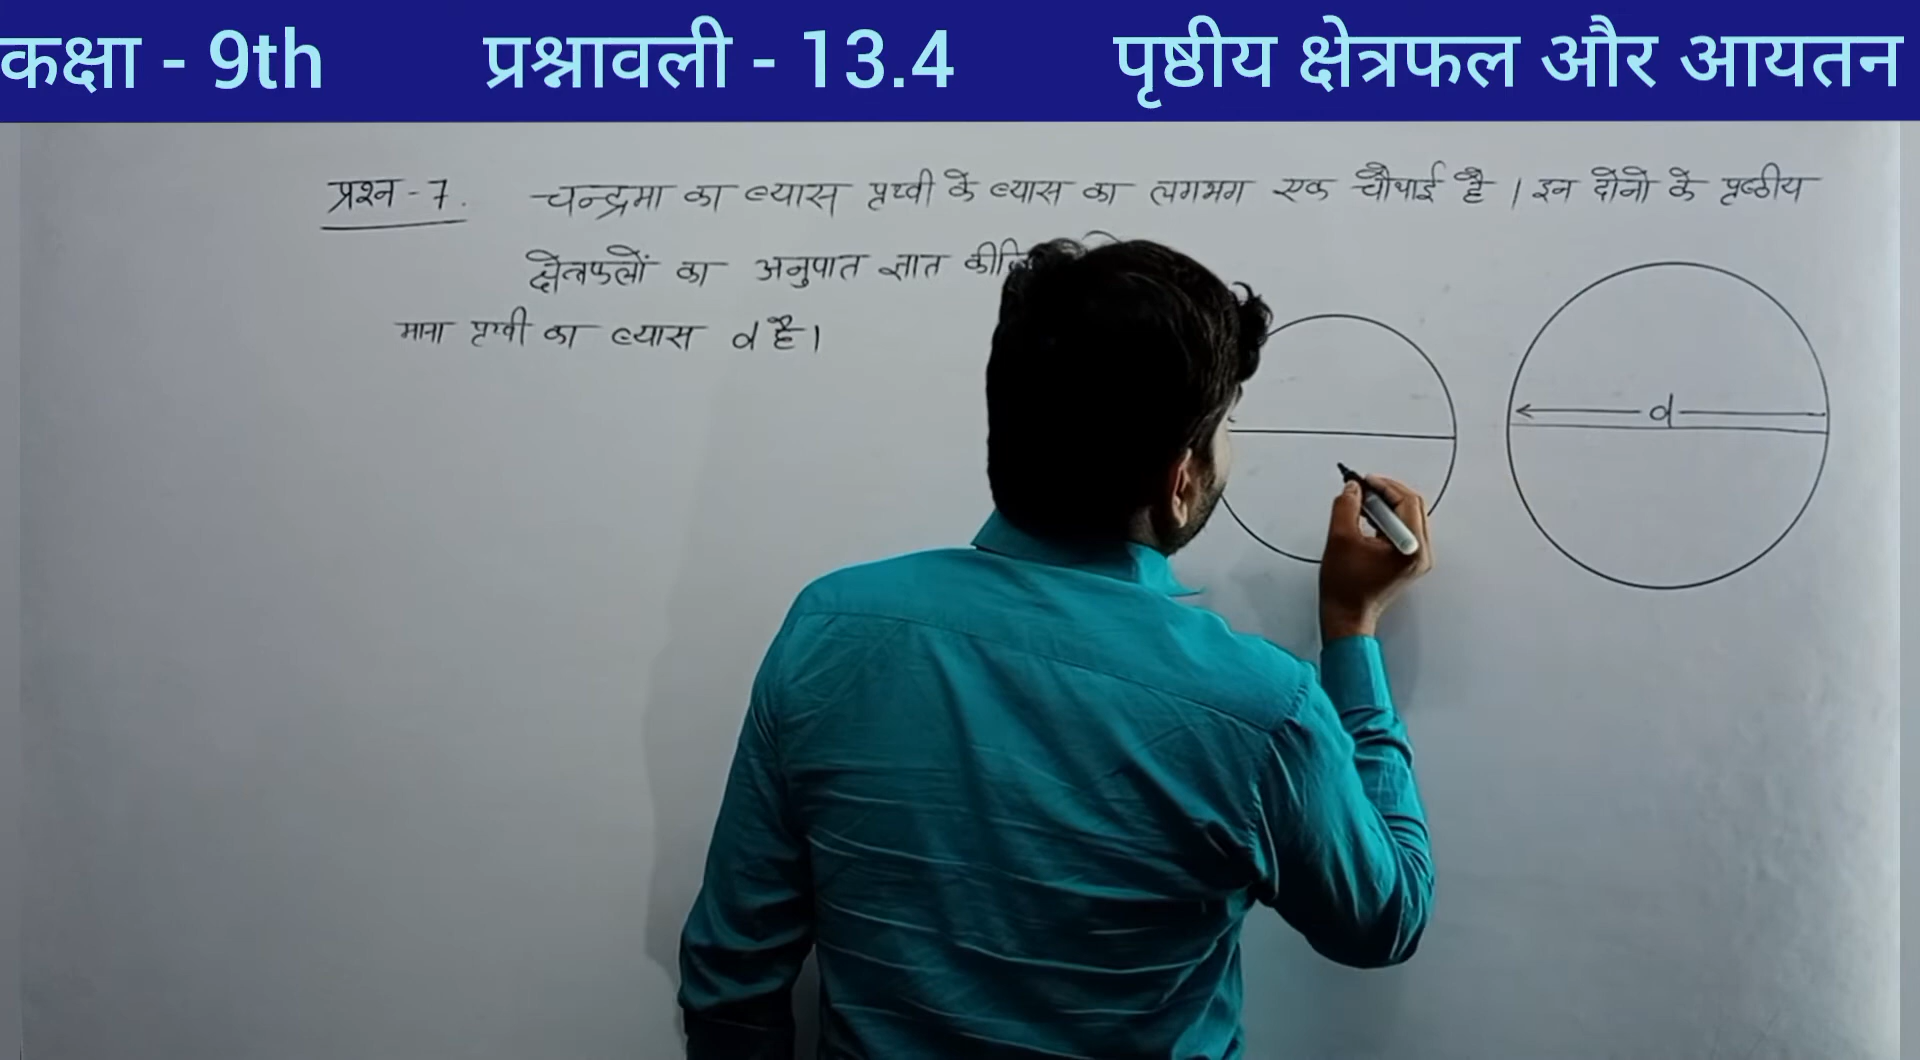 कक्षा - 9th प्रश्नावली - 13.4 पृष्ठीय क्षेत्रफल और आयतन
प्रश्न - 7. चन्द्रमा का व्यास पृथ्वी के व्यास का लगभग एक चौथाई है । इन दोनो के पृष्ठीय
क्षेत्रफलों का अनुपात ज्ञात
माना पृथ्वी का व्यास d है ।
d